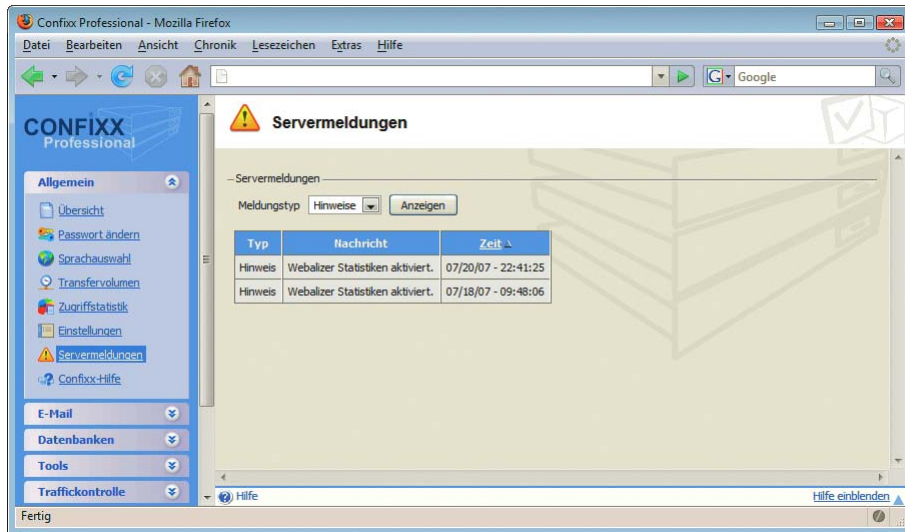 Confixx Professional - Mozilla Firefox
Datei Bearbeiten Ansicht Chronik Lesezeichen Extras Hilfe
G Google
CONFIXX
Professional
Allgemein
Übersicht
Passwort ändern
Sprachauswahl
Transfervolumen
Zugriffstatistik
Einstellungen
Servermeldungen
Confixx-Hilfe
E-Mail
Datenbanken
Tools
Traffickontrolle
Servermeldungen
Servermeldungen
Meldungstyp Hinweise Anzeigen
Typ Nachricht Zeit
Hinweis Webalizer Statistiken aktiviert. 07/20/07 - 22:41:25
Hinweis Webalizer Statistiken aktiviert. 07/18/07 - 09:48:06
Hilfe Hilfe einblenden
Fertig